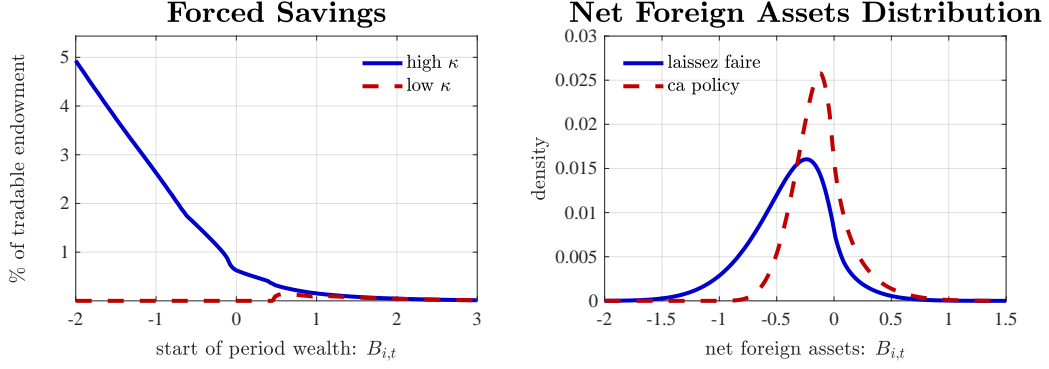 Forced Savings
% of tradable endowment
5
4
3
2
1
0
-2
-1
0
1
2
3
high κ
low κ
start of period wealth: B_{i,t}
Net Foreign Assets Distribution
density
0.03
0.025
0.02
0.015
0.01
0.005
0
-2
-1.5
-1
-0.5
0
0.5
1
1.5
laissez faire
ca policy
net foreign assets: B_{i,t}